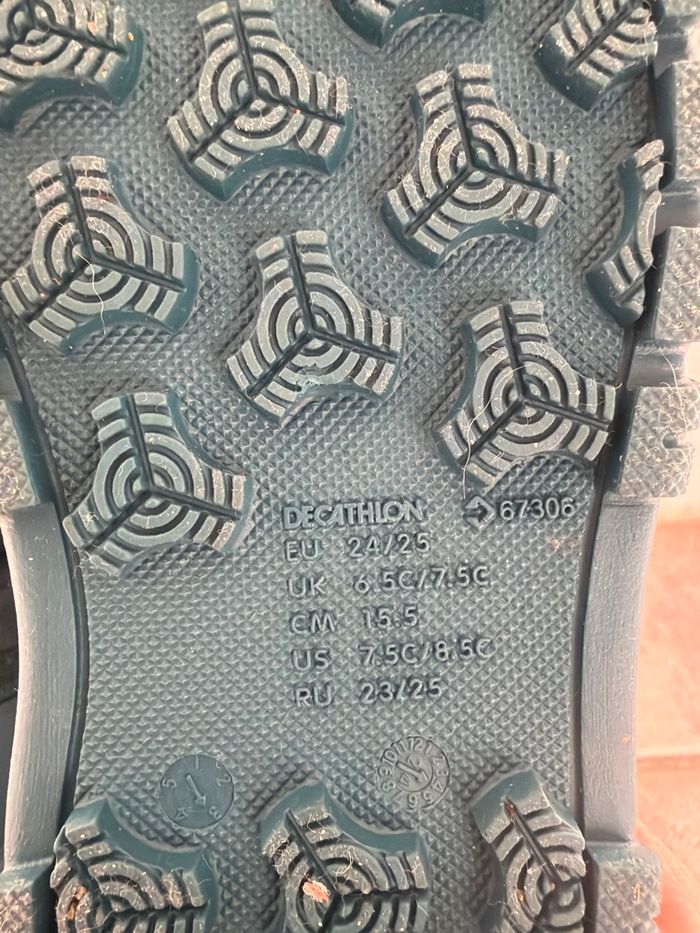 DECATHLON 67306
EU 24/25
UK 6.5C/7.5C
CM 15.5
US 7.5C/8.5C
RU 23/25